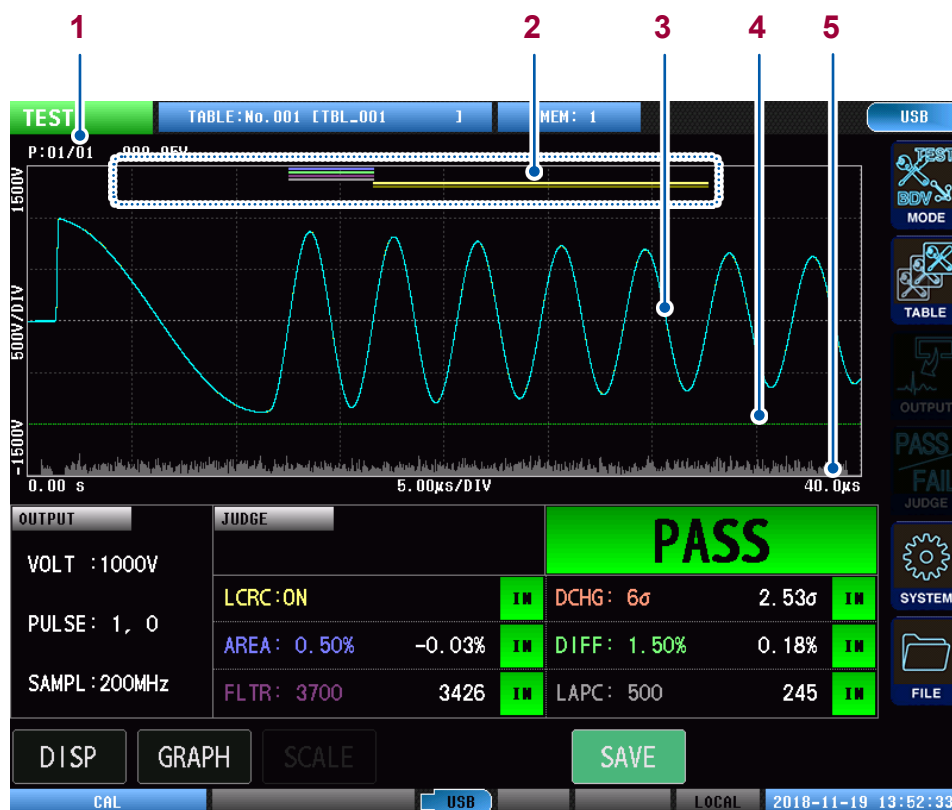 1 2 3 4 5
TEST TABLE:No.001 [TBL_001 ] MEM: 1 USB
P:01/01
1500V
500V/DIV
-1500V
0.00 s 5.00µs/DIV 40.0µs
TEST
BDV
MODE
TABLE
OUTPUT
PASS
FAIL
JUDGE
SYSTEM
FILE
OUTPUT
VOLT :1000V
PULSE: 1, 0
SAMPL:200MHz
JUDGE
PASS
LCRC:ON IN DCHG: 6σ 2.53σ IN
AREA: 0.50% -0.03% IN DIFF: 1.50% 0.18% IN
FLTR: 3700 3426 IN LAPC: 500 245 IN
DISP GRAPH SCALE SAVE
CAL USB LOCAL 2018-11-19 13:52:33